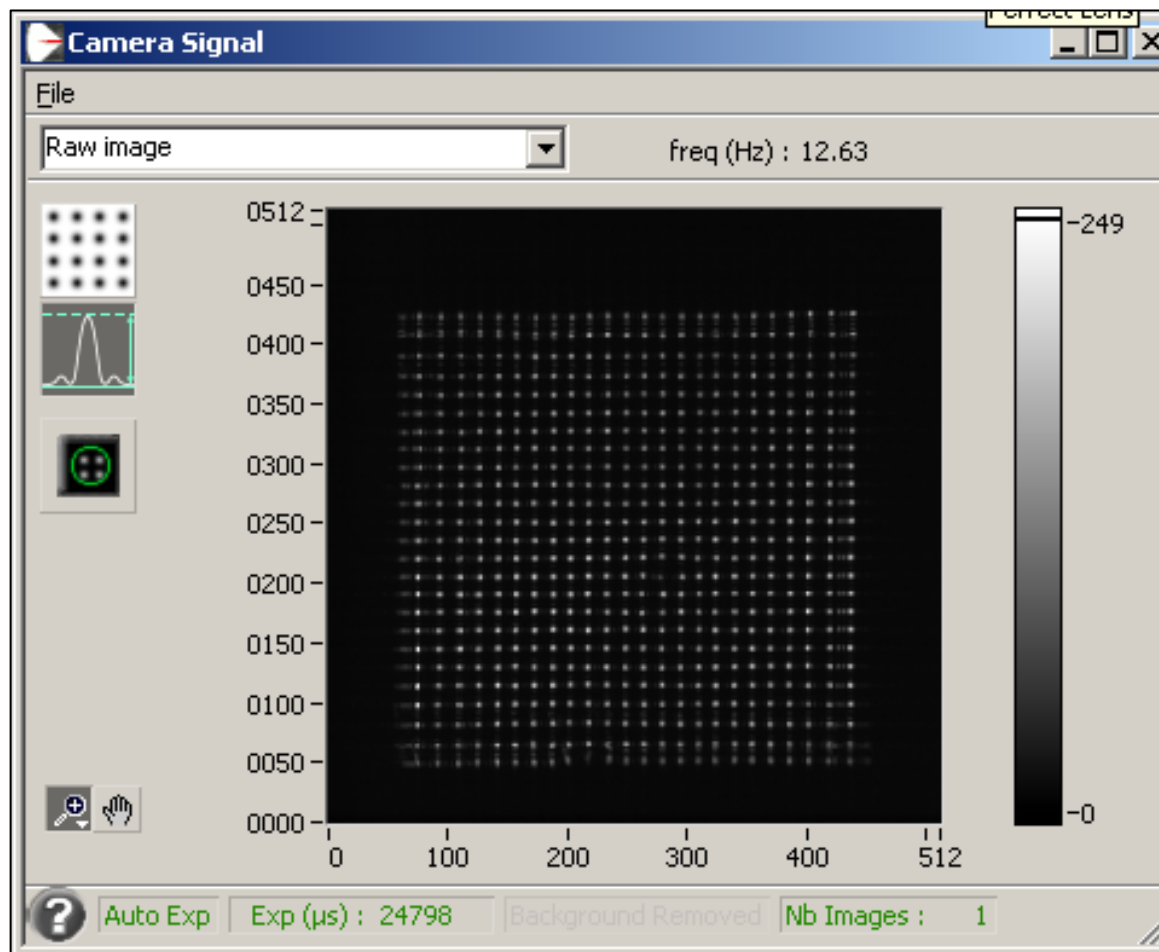 Perfect Lens
Camera Signal
File
Raw image
freq (Hz) : 12.63
0512
0450
0400
0350
0300
0250
0200
0150
0100
0050
0000
0 100 200 300 400 512
249
0
Auto Exp Exp (µs) : 24798 Background Removed Nb Images : 1